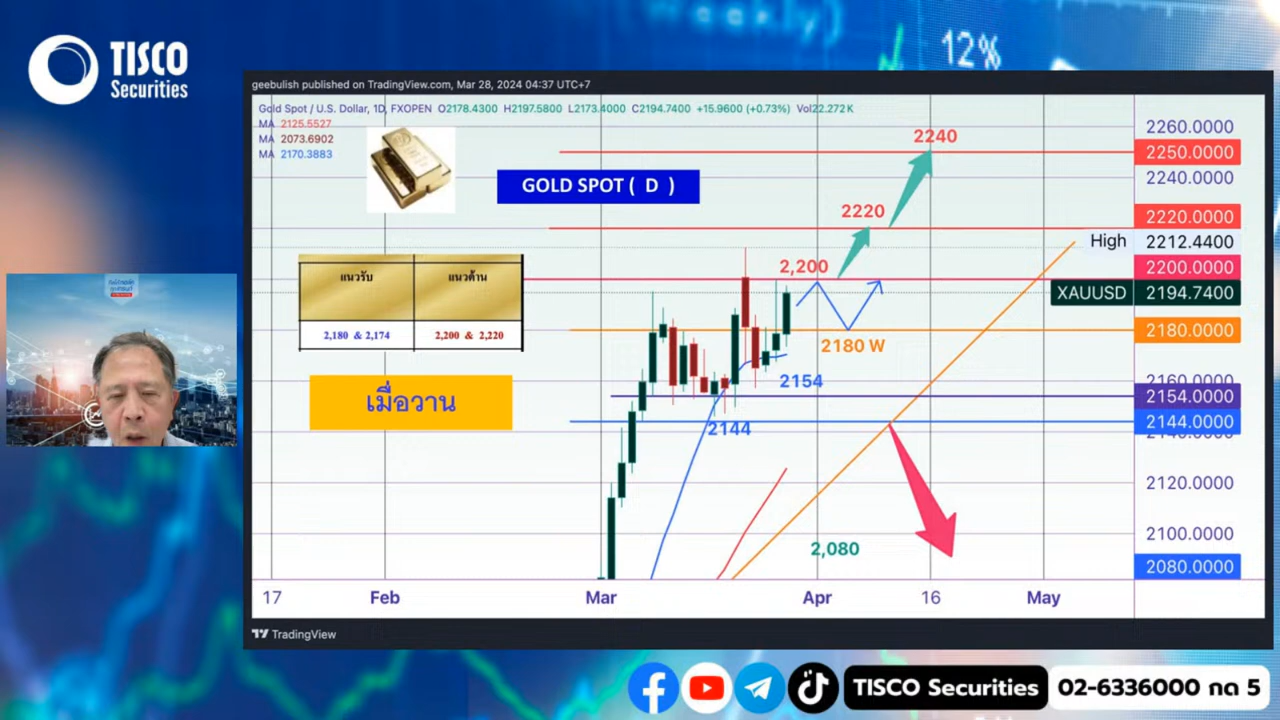 TISCO
Securities
Weekly)
12%
geebulish published on TradingView.com, Mar 28, 2024 04:37 UTC+7
Gold Spot / U.S. Dollar, 1D, FXOPEN O2178.4300 H2197.5800 L2173.4000 C2194.7400 +15.9600 (+0.73%) Vol22.272K
MA 2125.5527
MA 2073.6902
MA 2170.3883
GOLD SPOT ( D )
แนวรับ แนวต้าน
2,180 & 2,174 2,200 & 2,220
เมื่อวาน
2240
2220
2,200
2180 W
2154
2144
2,080
2260.0000
2250.0000
2240.0000
2220.0000
High 2212.4400
2200.0000
XAUUSD 2194.7400
2180.0000
2160.0000
2154.0000
2144.0000
2140.0000
2120.0000
2100.0000
2080.0000
17 Feb Mar Apr 16 May
TradingView
TISCO Securities 02-6336000 กด 5